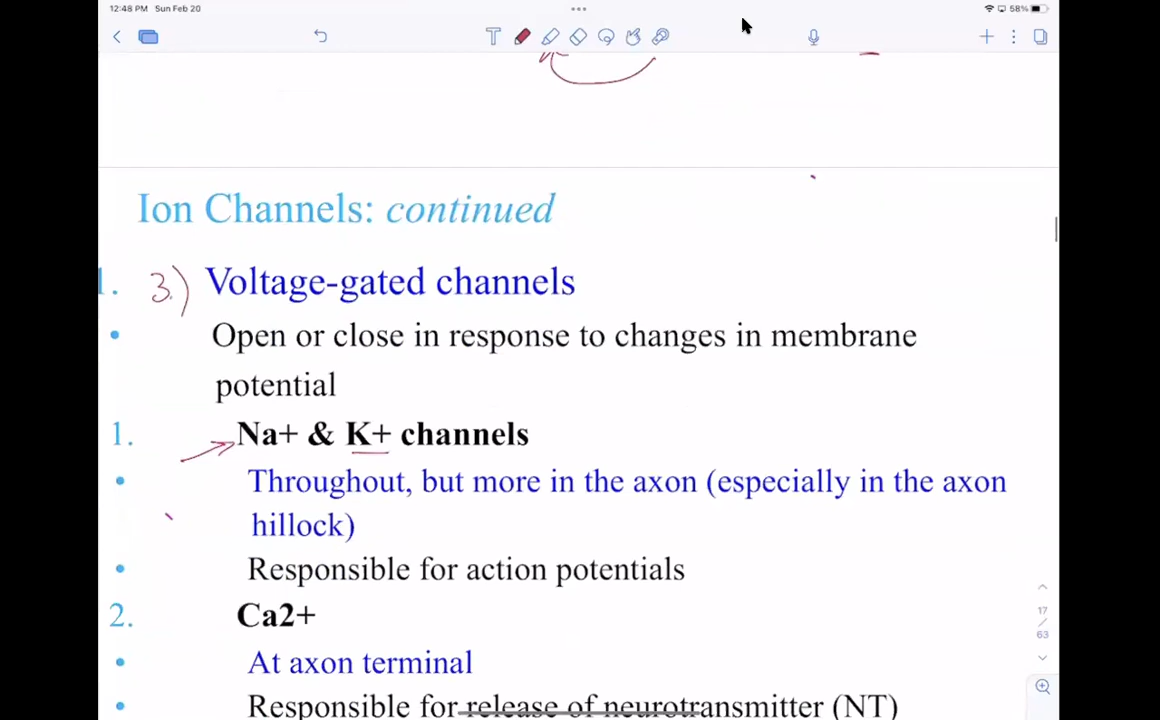 12:48 PM Sun Feb 20
58%
Ion Channels: continued
1. 3.) Voltage-gated channels
• Open or close in response to changes in membrane
potential
1. Na+ & K+ channels
• Throughout, but more in the axon (especially in the axon
hillock)
• Responsible for action potentials
2. Ca2+
• At axon terminal
• Responsible for release of neurotransmitter (NT)
17
/
63